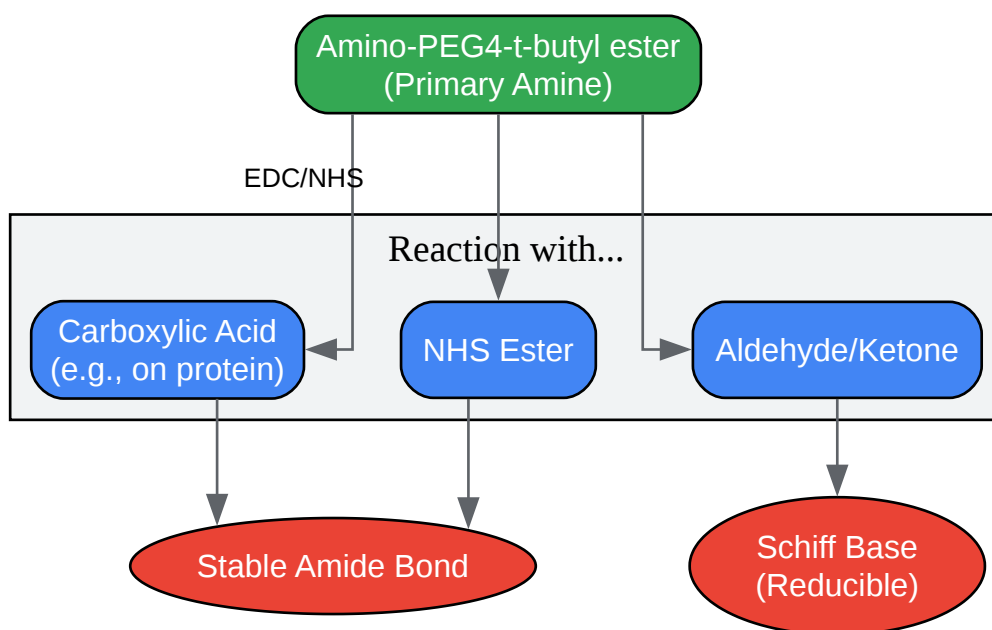 Amino-PEG4-t-butyl ester
(Primary Amine)
EDC/NHS
Reaction with...
Carboxylic Acid
(e.g., on protein)
NHS Ester
Aldehyde/Ketone
Stable Amide Bond
Schiff Base
(Reducible)